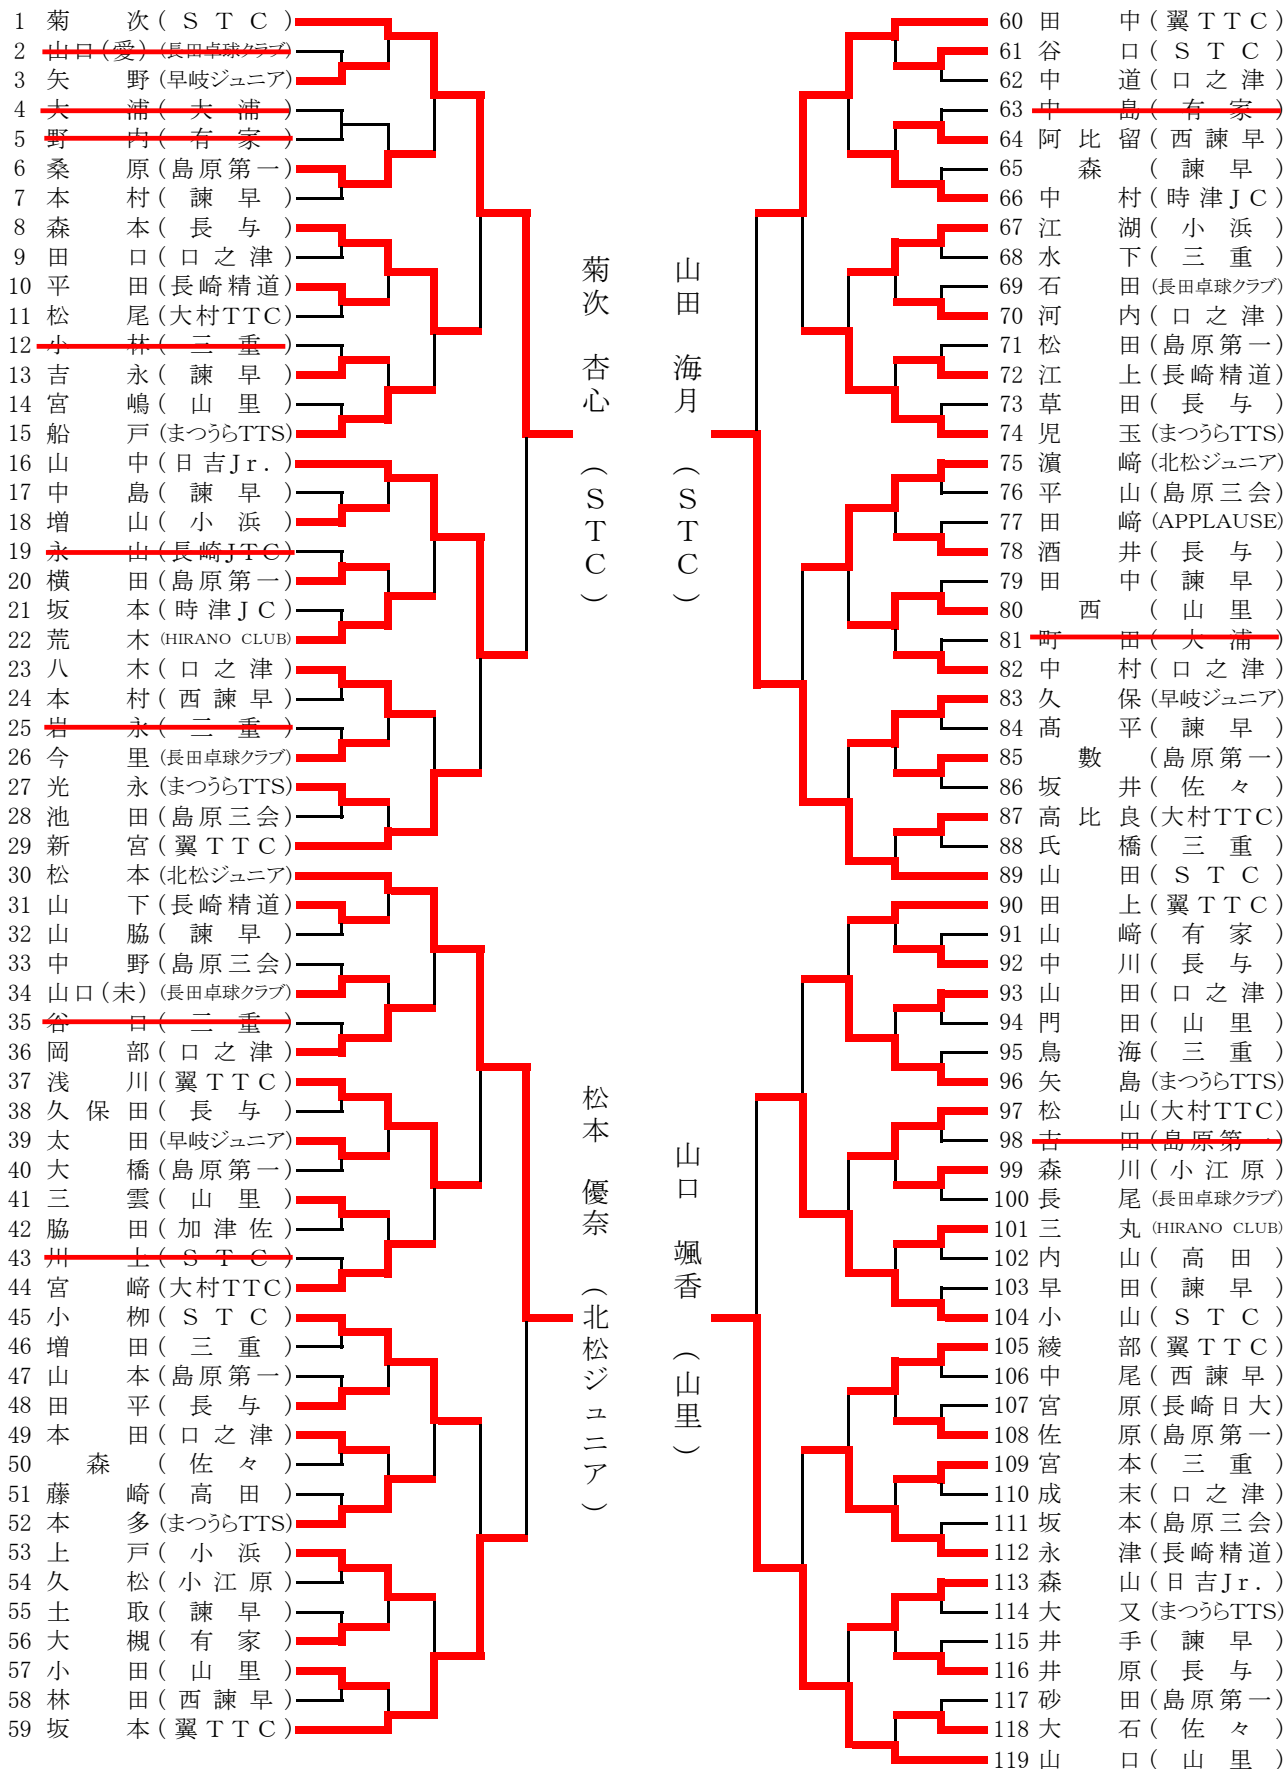 1 菊次(STC)
2 山口(愛)(長田卓球クラブ)
3 矢野(早岐ジュニア)
4 大浦(大浦)
5 野内(有家)
6 桑原(島原第一)
7 本村(諫早)
8 森本(長与)
9 田口(口之津)
10 平田(長崎精道)
11 松尾(大村TTC)
12 小林(三重)
13 吉永(諫早)
14 宮嶋(山里)
15 船戸(まつうらTTS)
16 山中(日吉Jr.)
17 中島(諫早)
18 増山(小浜)
19 永山(長崎JTC)
20 横田(島原第一)
21 坂本(時津JC)
22 荒木(HIRANO CLUB)
23 八木(口之津)
24 本村(西諫早)
25 岩永(三重)
26 今里(長田卓球クラブ)
27 光永(まつうらTTS)
28 池田(島原三会)
29 新宮(翼TTC)
30 松本(北松ジュニア)
31 山下(長崎精道)
32 山脇(諫早)
33 中野(島原三会)
34 山口(未)(長田卓球クラブ)
35 谷口(三重)
36 岡部(口之津)
37 浅川(翼TTC)
38 久保田(長与)
39 太田(早岐ジュニア)
40 大橋(島原第一)
41 三雲(山里)
42 脇田(加津佐)
43 川上(STC)
44 宮﨑(大村TTC)
45 小栁(STC)
46 増田(三重)
47 山本(島原第一)
48 田平(長与)
49 本田(口之津)
50 森(佐々)
51 藤崎(高田)
52 本多(まつうらTTS)
53 上戸(小浜)
54 久松(小江原)
55 土取(諫早)
56 大槻(有家)
57 小田(山里)
58 林田(西諫早)
59 坂本(翼TTC)
菊次 杏心 (STC)
松本 優奈 (北松ジュニア)
山田 海月 (STC)
山口 颯香 (山里)
60 田中(翼TTC)
61 谷口(STC)
62 中道(口之津)
63 中島(有家)
64 阿比留(西諫早)
65 森(諫早)
66 中村(時津JC)
67 江湖(小浜)
68 水下(三重)
69 石田(長田卓球クラブ)
70 河内(口之津)
71 松田(島原第一)
72 江上(長崎精道)
73 草田(長与)
74 児玉(まつうらTTS)
75 濵﨑(北松ジュニア)
76 平山(島原三会)
77 田﨑(APPLAUSE)
78 酒井(長与)
79 田中(諫早)
80 西(山里)
81 町田(大浦)
82 中村(口之津)
83 久保(早岐ジュニア)
84 髙平(諫早)
85 數(島原第一)
86 坂井(佐々)
87 高比良(大村TTC)
88 氏橋(三重)
89 山田(STC)
90 田上(翼TTC)
91 山﨑(有家)
92 中川(長与)
93 山田(口之津)
94 門田(山里)
95 鳥海(三重)
96 矢島(まつうらTTS)
97 松山(大村TTC)
98 吉田(島原第一)
99 森川(小江原)
100 長尾(長田卓球クラブ)
101 三丸(HIRANO CLUB)
102 内山(高田)
103 早田(諫早)
104 小山(STC)
105 綾部(翼TTC)
106 中尾(西諫早)
107 宮原(長崎日大)
108 佐原(島原第一)
109 宮本(三重)
110 成末(口之津)
111 坂本(島原三会)
112 永津(長崎精道)
113 森山(日吉Jr.)
114 大又(まつうらTTS)
115 井手(諫早)
116 井原(長与)
117 砂田(島原第一)
118 大石(佐々)
119 山口(山里)